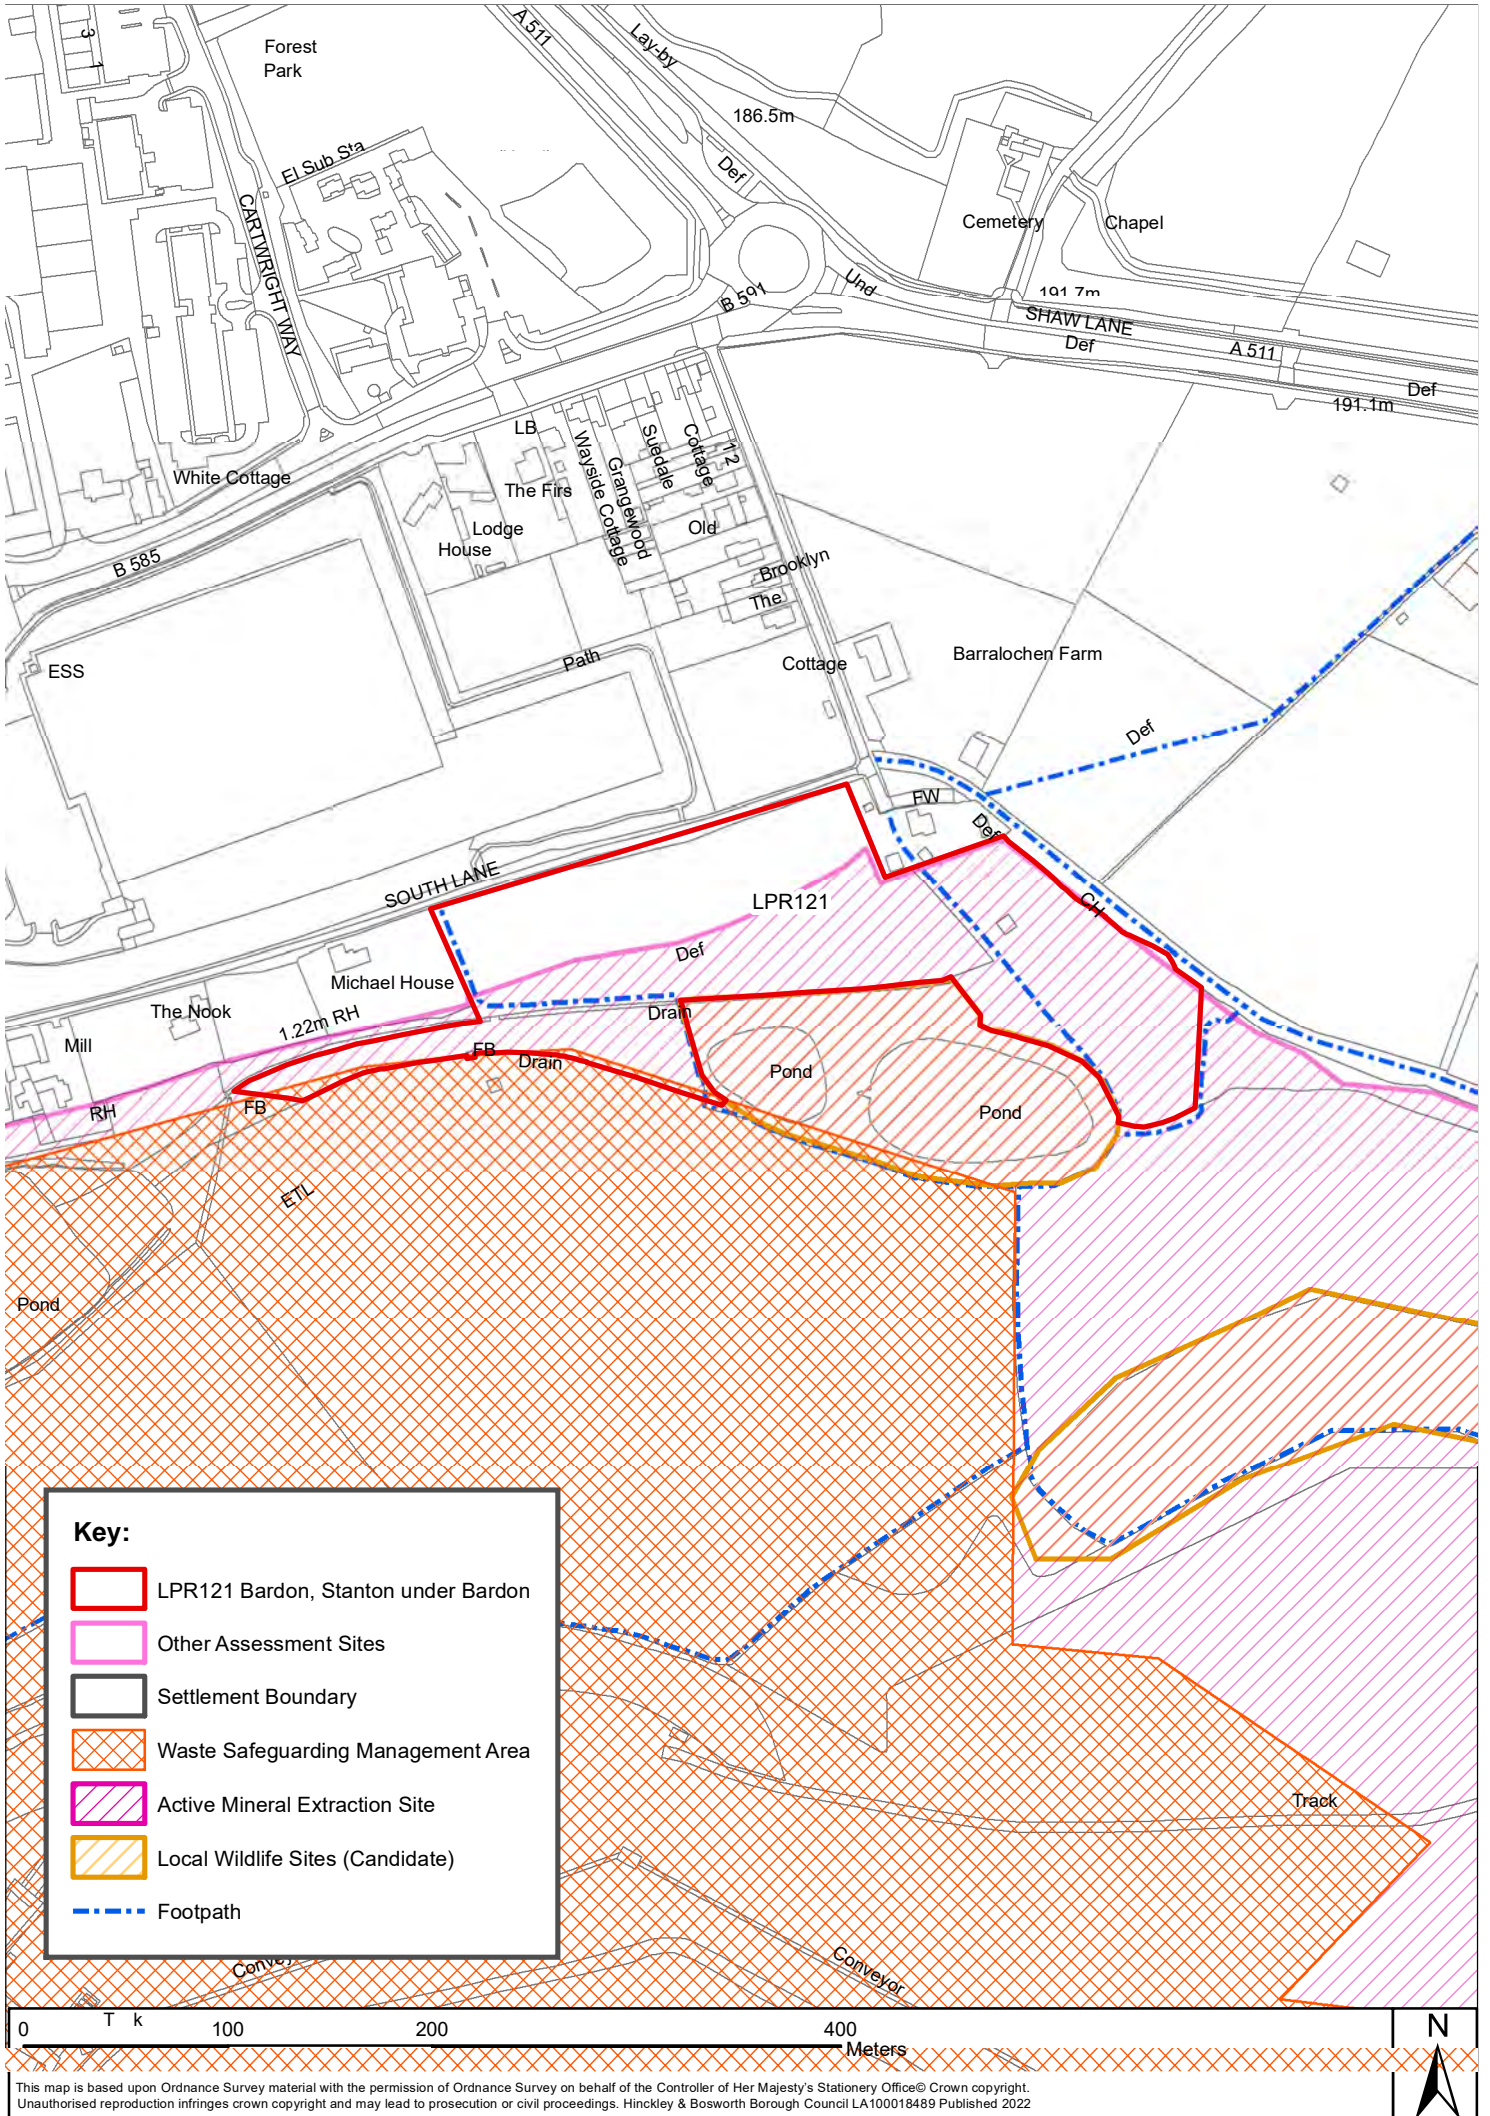 3
1
Forest
Park
A 511
Lay-by
186.5m
El Sub Sta
Def
CARTWRIGHT WAY
Cemetery
Chapel
Und
B 591
191.7m
SHAW LANE
Def
A 511
Def
191.1m
LB
White Cottage
The Firs
Wayside Cottage
Grangewood
Suedale
Cottage
1 2
Lodge
House
Old
B 585
Brooklyn
The
ESS
Path
Cottage
Barralochen Farm
Def
FW
Def
SOUTH LANE
LPR121
CH
Def
Michael House
The Nook
1.22m RH
Drain
Mill
FB
Drain
Pond
RH
FB
Pond
ETL
Pond
Key:
LPR121 Bardon, Stanton under Bardon
Other Assessment Sites
Settlement Boundary
Waste Safeguarding Management Area
Active Mineral Extraction Site
Local Wildlife Sites (Candidate)
Footpath
Track
Conveyor
T k
0 100 200 400
Meters
N
This map is based upon Ordnance Survey material with the permission of Ordnance Survey on behalf of the Controller of Her Majesty's Stationery Office© Crown copyright.
Unauthorised reproduction infringes crown copyright and may lead to prosecution or civil proceedings. Hinckley & Bosworth Borough Council LA100018489 Published 2022